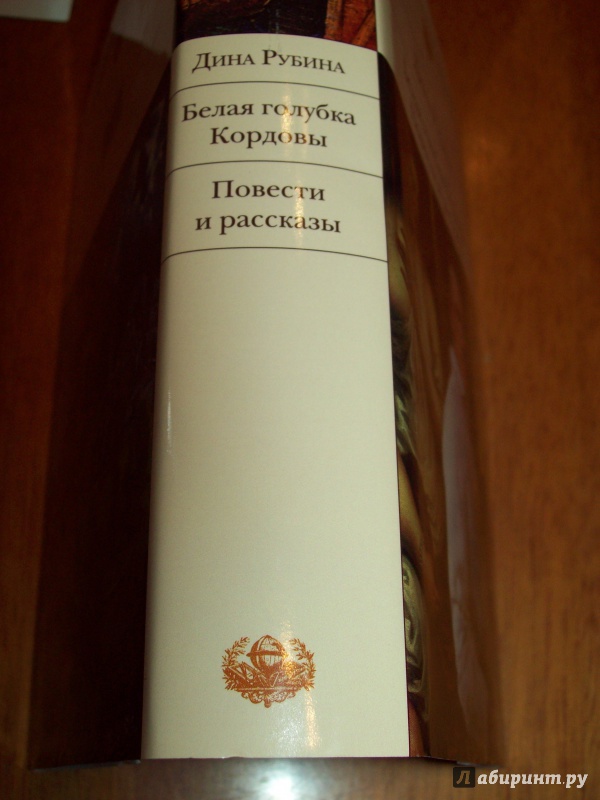 Дина Рубина
Белая голубка
Кордовы
Повести
и рассказы
Лабиринт.ру